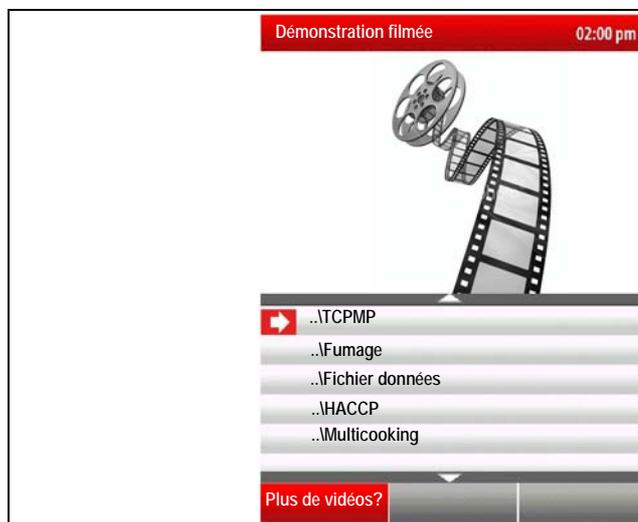 Démonstration filmée 02:00 pm
..\TCPMP
..\Fumage
..\Fichier données
..\HACCP
..\Multicooking
Plus de vidéos?